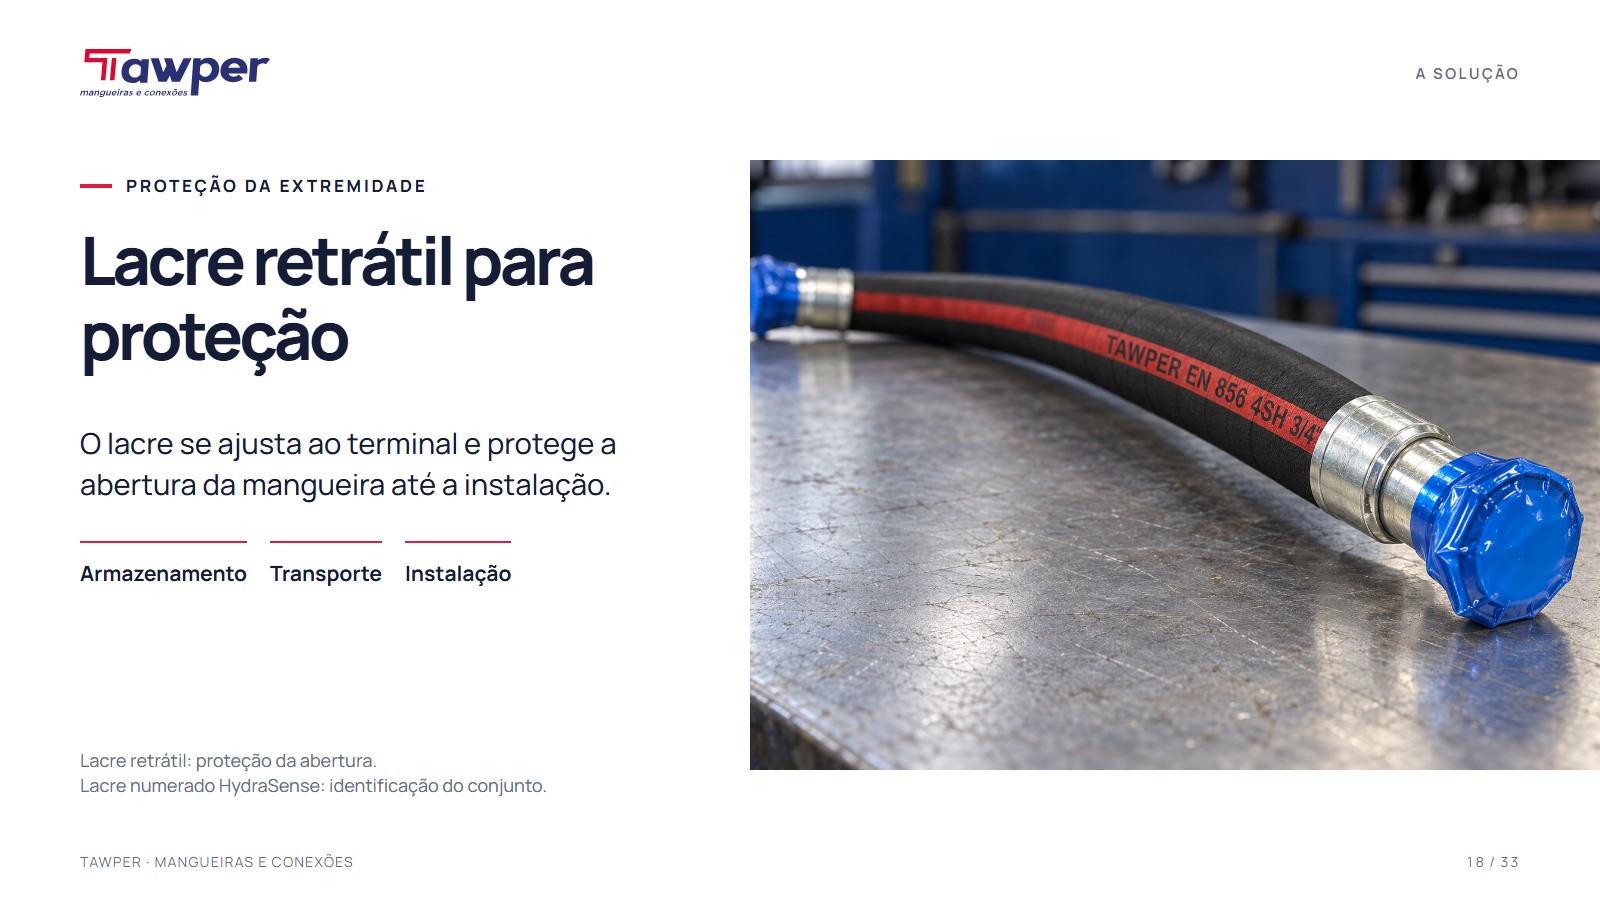 Tawper
mangueiras e conexões
A SOLUÇÃO
PROTEÇÃO DA EXTREMIDADE
Lacre retrátil para
proteção
O lacre se ajusta ao terminal e protege a
abertura da mangueira até a instalação.
Armazenamento Transporte Instalação
TAWPER EN 856 4SH 3/4"
Lacre retrátil: proteção da abertura.
Lacre numerado HydraSense: identificação do conjunto.
TAWPER · MANGUEIRAS E CONEXÕES
18 / 33